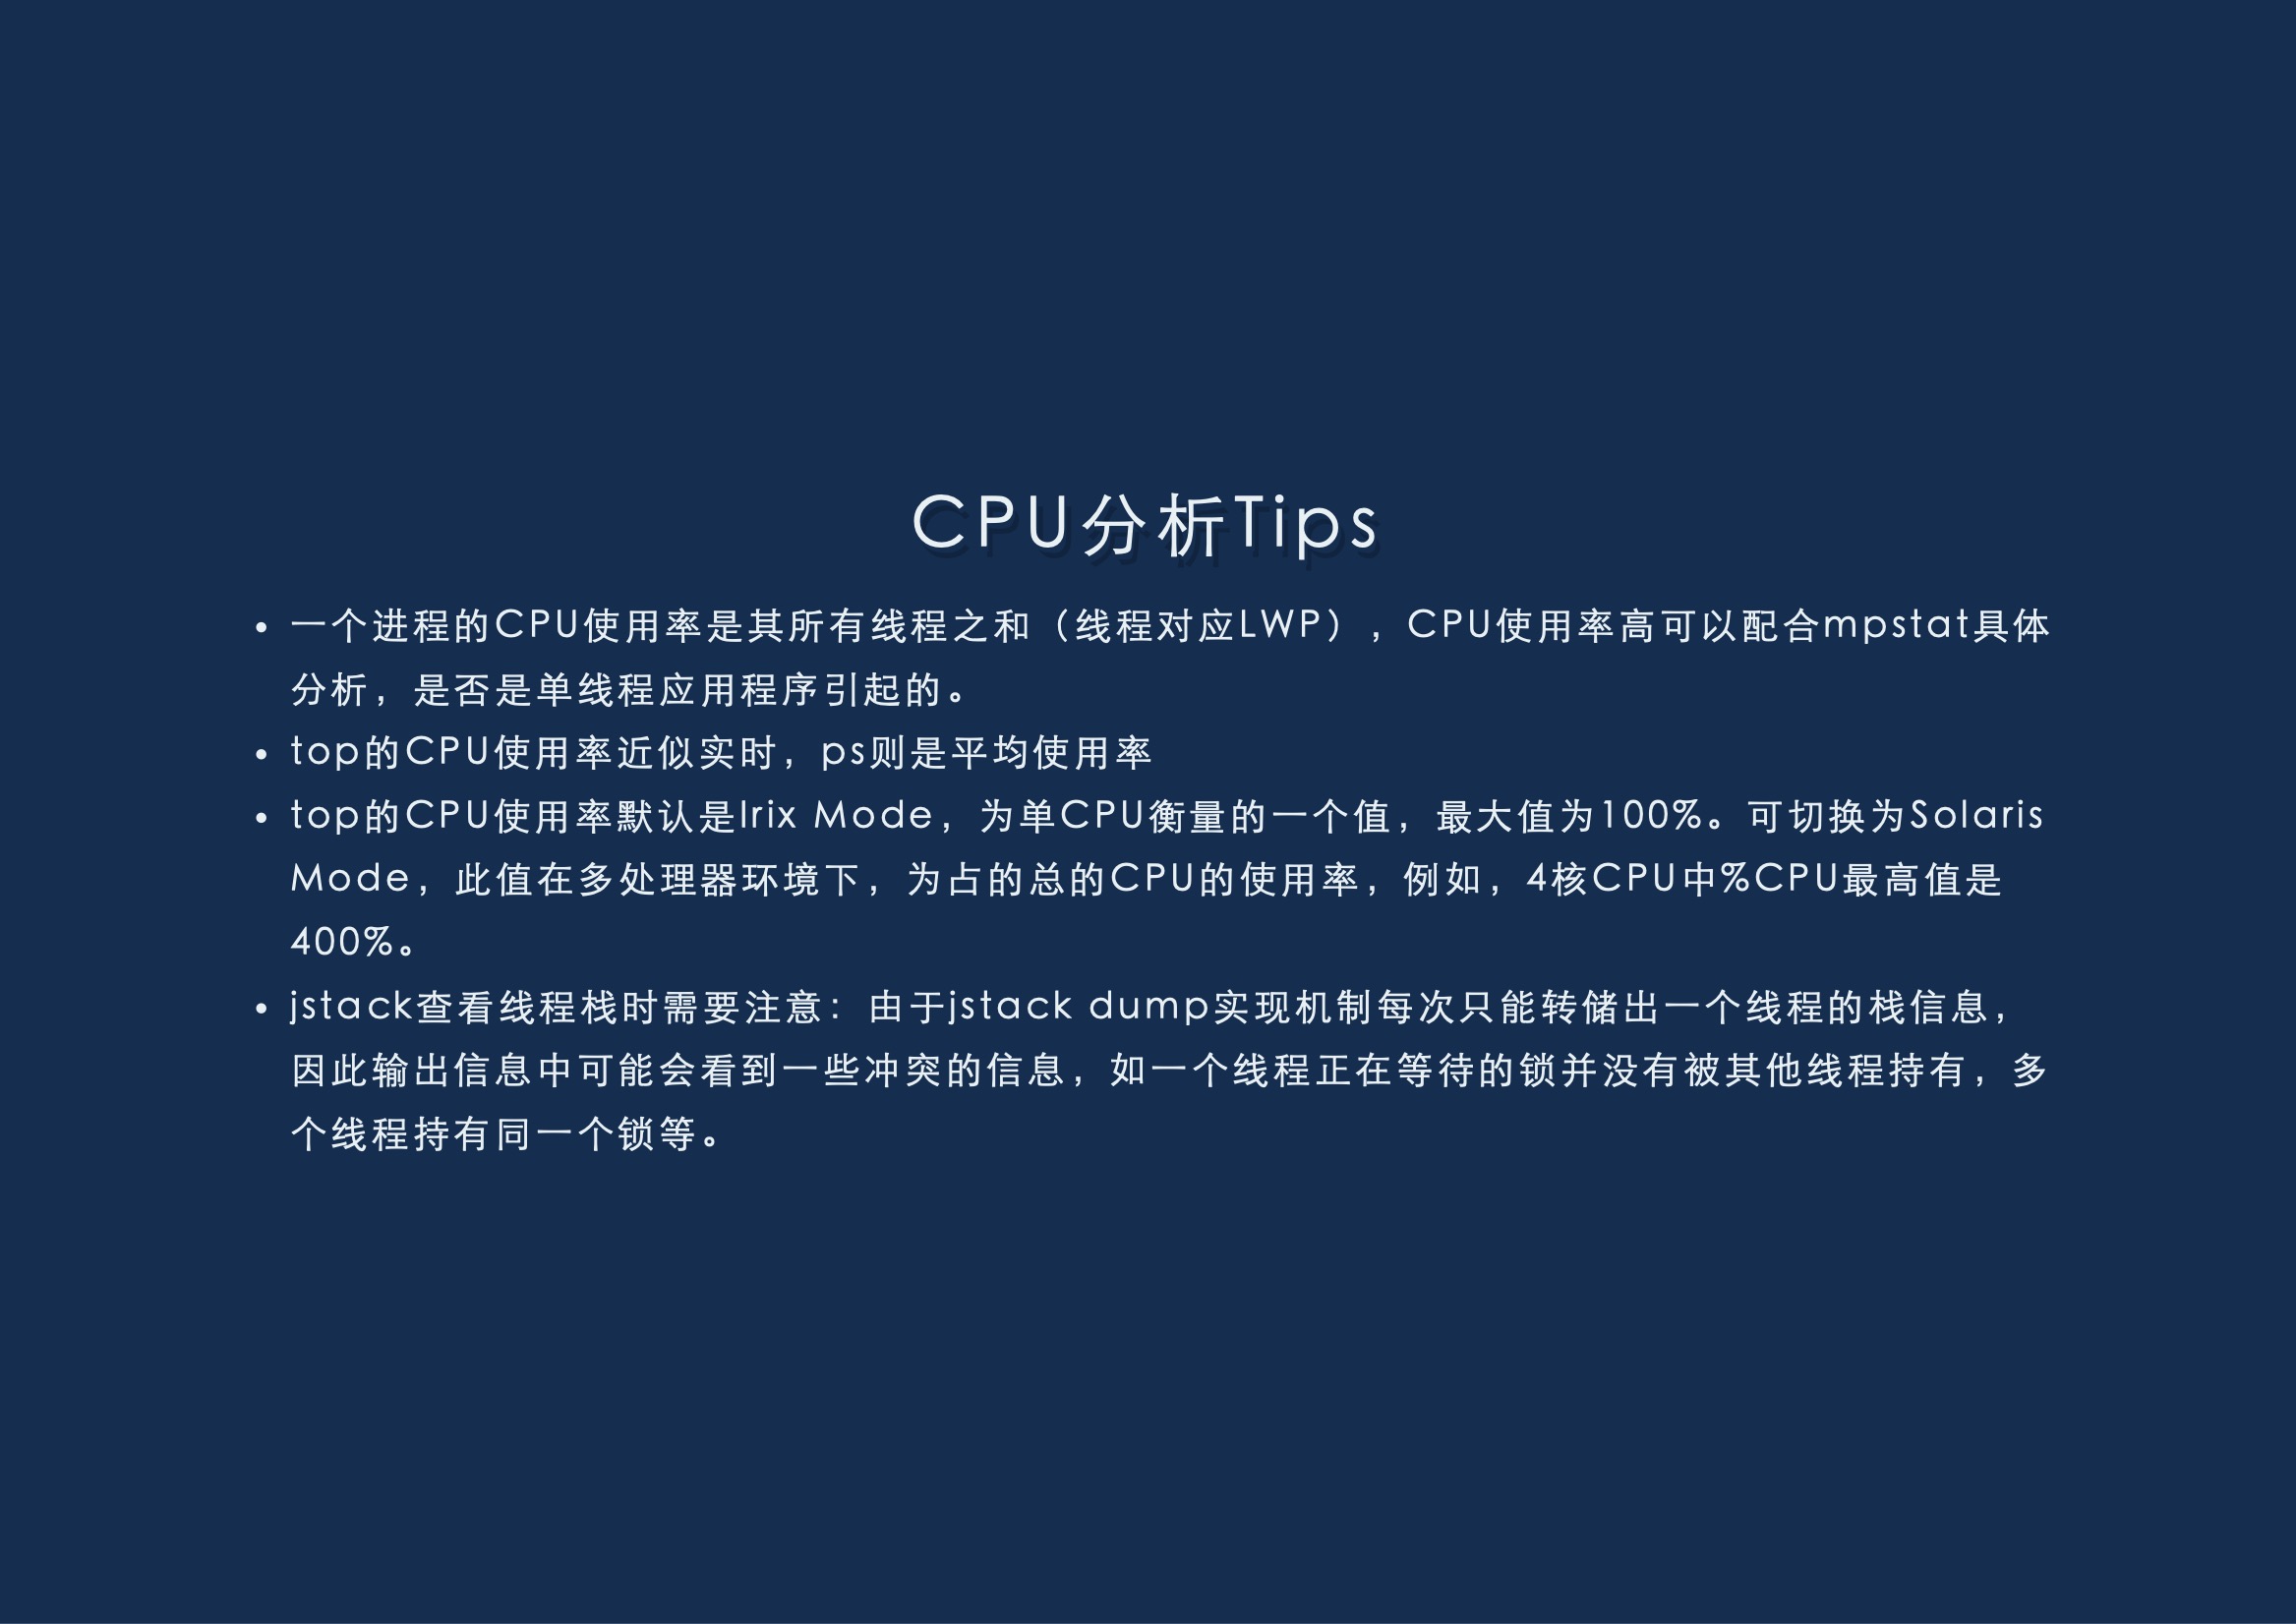 CPU分析Tips
• 一个进程的CPU使用率是其所有线程之和（线程对应LWP），CPU使用率高可以配合mpstat具体
分析，是否是单线程应用程序引起的。
• top的CPU使用率近似实时，ps则是平均使用率
• top的CPU使用率默认是Irix Mode，为单CPU衡量的一个值，最大值为100%。可切换为Solaris
Mode，此值在多处理器环境下，为占的总的CPU的使用率，例如，4核CPU中%CPU最高值是
400%。
• jstack查看线程栈时需要注意：由于jstack dump实现机制每次只能转储出一个线程的栈信息，
因此输出信息中可能会看到一些冲突的信息，如一个线程正在等待的锁并没有被其他线程持有，多
个线程持有同一个锁等。